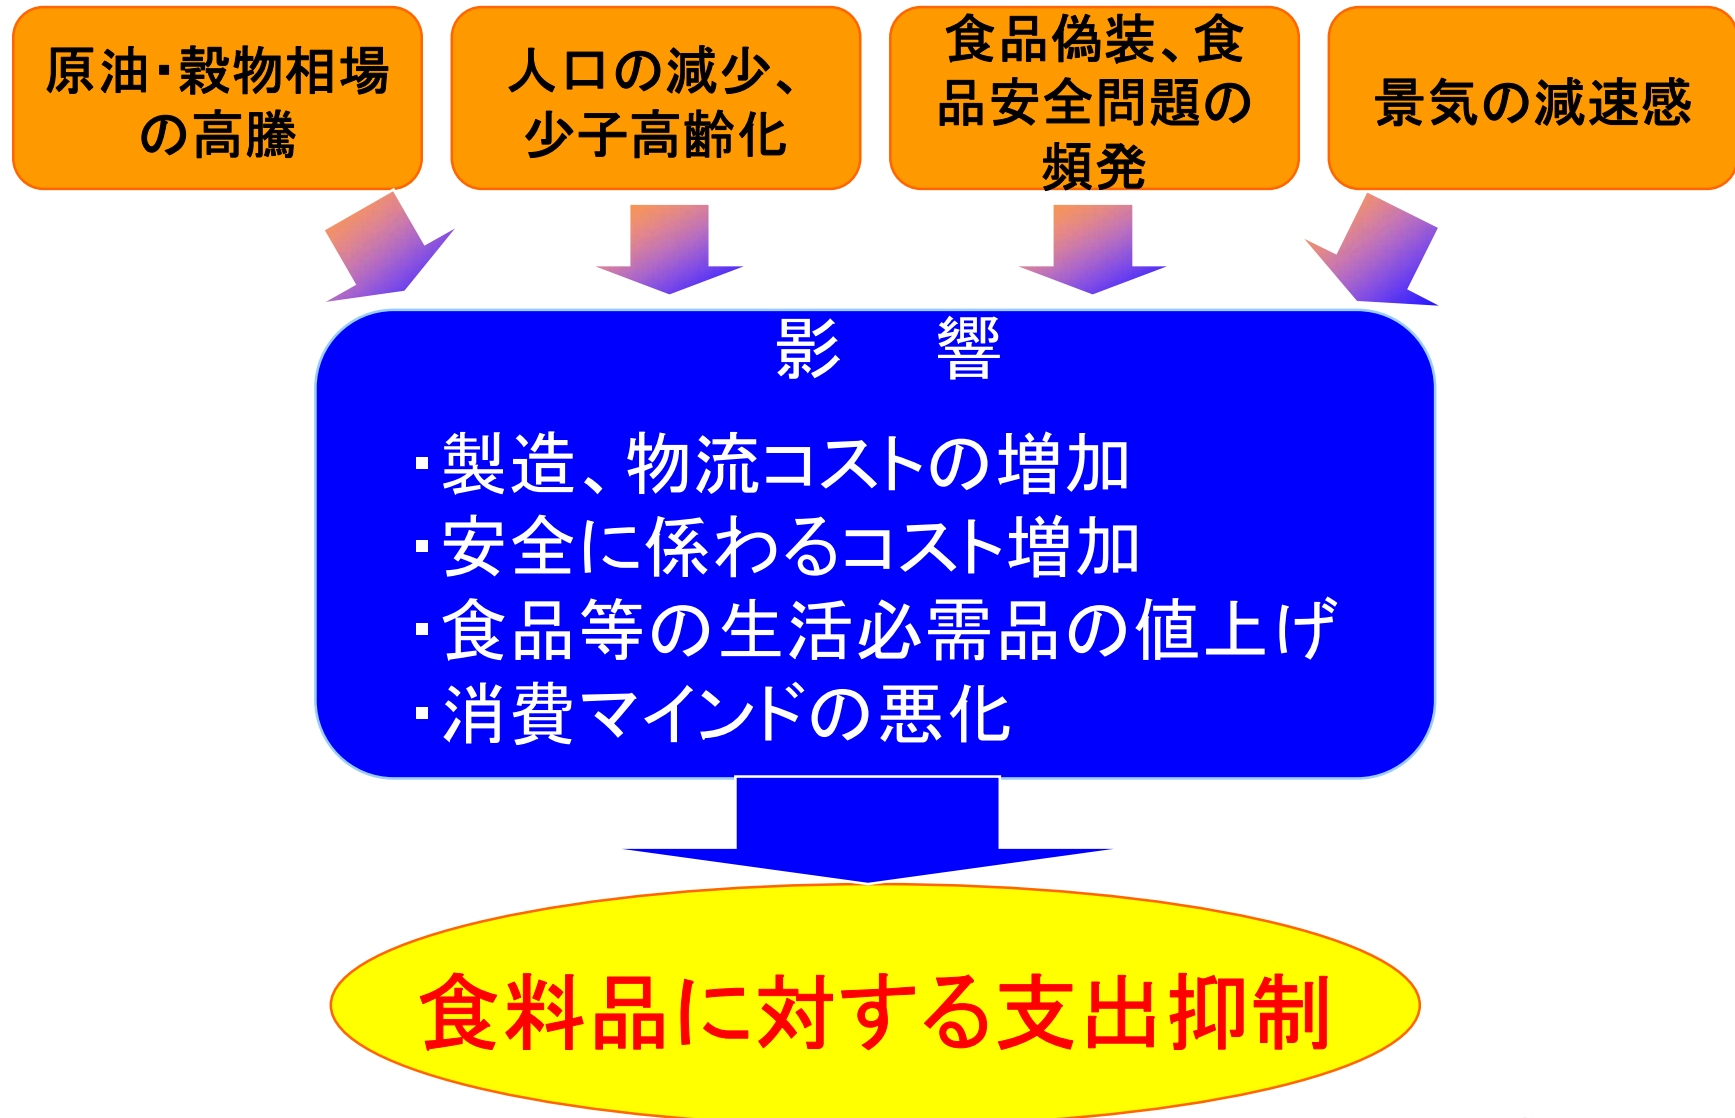 原油・穀物相場
の高騰
人口の減少、
少子高齢化
食品偽装、食
品安全問題の
頻発
景気の減速感
影　響
・製造、物流コストの増加
・安全に係わるコスト増加
・食品等の生活必需品の値上げ
・消費マインドの悪化
食料品に対する支出抑制